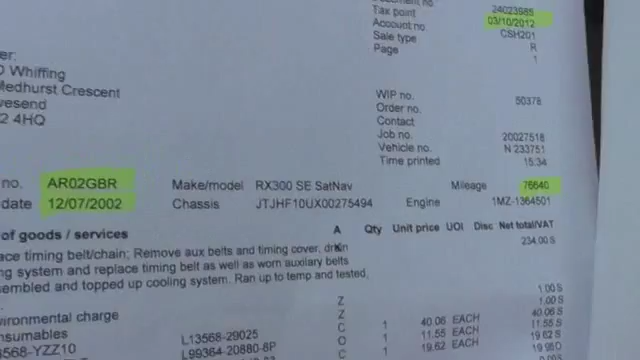 24023985
Tax point 03/10/2012
Account no CSH201
Sale type R
Page 1
Whiffing
Medhurst Crescent
vesend
2 4HQ
WIP no. 50378
Order no.
Contact
Job no. 20027518
Vehicle no. N 233751
Time printed 15:34
no. AR02GBR Make/model RX300 SE SatNav Mileage 76640
date 12/07/2002 Chassis JTJHF10UX00275494 Engine 1MZ-1364501
of goods / services A Qty Unit price UOI Disc Net total/VAT
ace timing belt/chain; Remove aux belts and timing cover, drain 234.00 S
ng system and replace timing belt as well as worn auxiliary belts
embled and topped up cooling system. Ran up to temp and tested.
Z 1.00 S
vironmental charge Z 1.00 S
nsumables C 1 40.06 EACH 40.06 S
3568-YZZ10 L13568-29025 O 1 11.55 EACH 11.55 S
L99364-20880-6P C 1 19.62 EACH 19.62 S